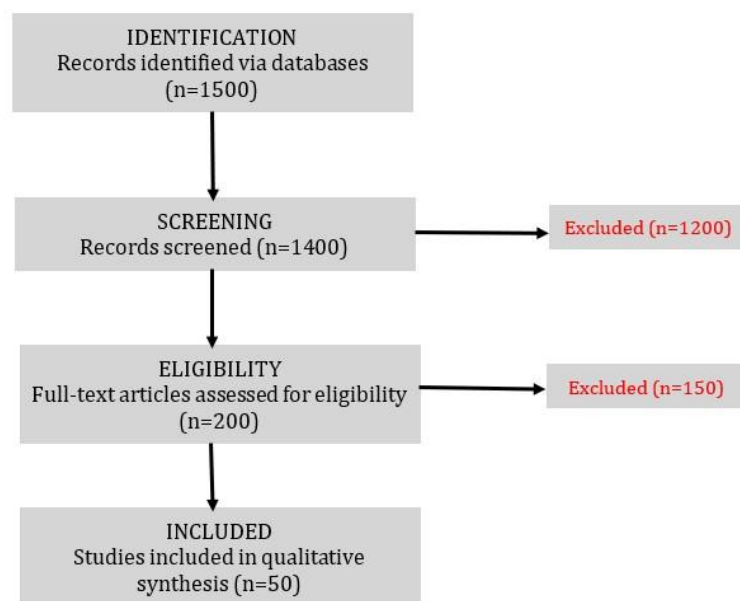 IDENTIFICATION
Records identified via databases
(n=1500)
SCREENING
Records screened (n=1400)
Excluded (n=1200)
ELIGIBILITY
Full-text articles assessed for eligibility
(n=200)
Excluded (n=150)
INCLUDED
Studies included in qualitative
synthesis (n=50)